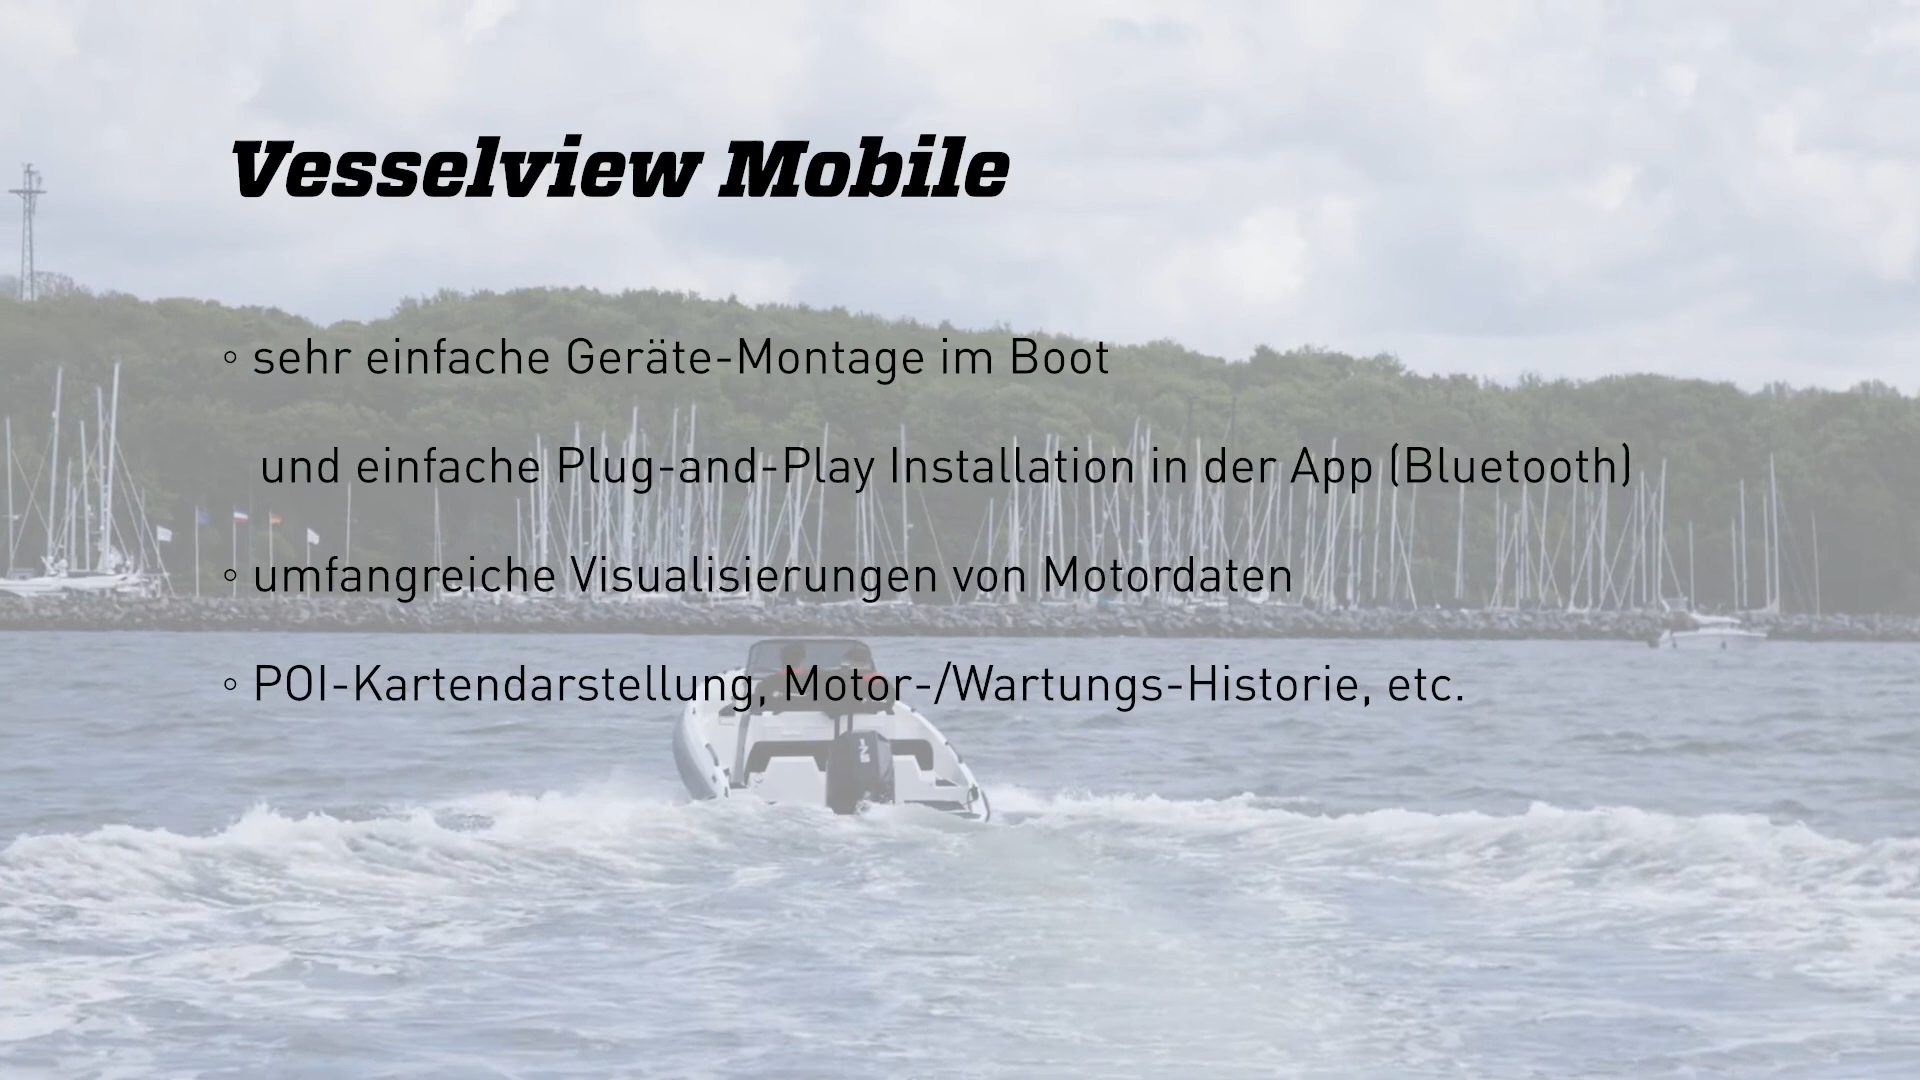 Vesselview Mobile
◦ sehr einfache Geräte-Montage im Boot
und einfache Plug-and-Play Installation in der App (Bluetooth)
◦ umfangreiche Visualisierungen von Motordaten
◦ POI-Kartendarstellung, Motor-/Wartungs-Historie, etc.